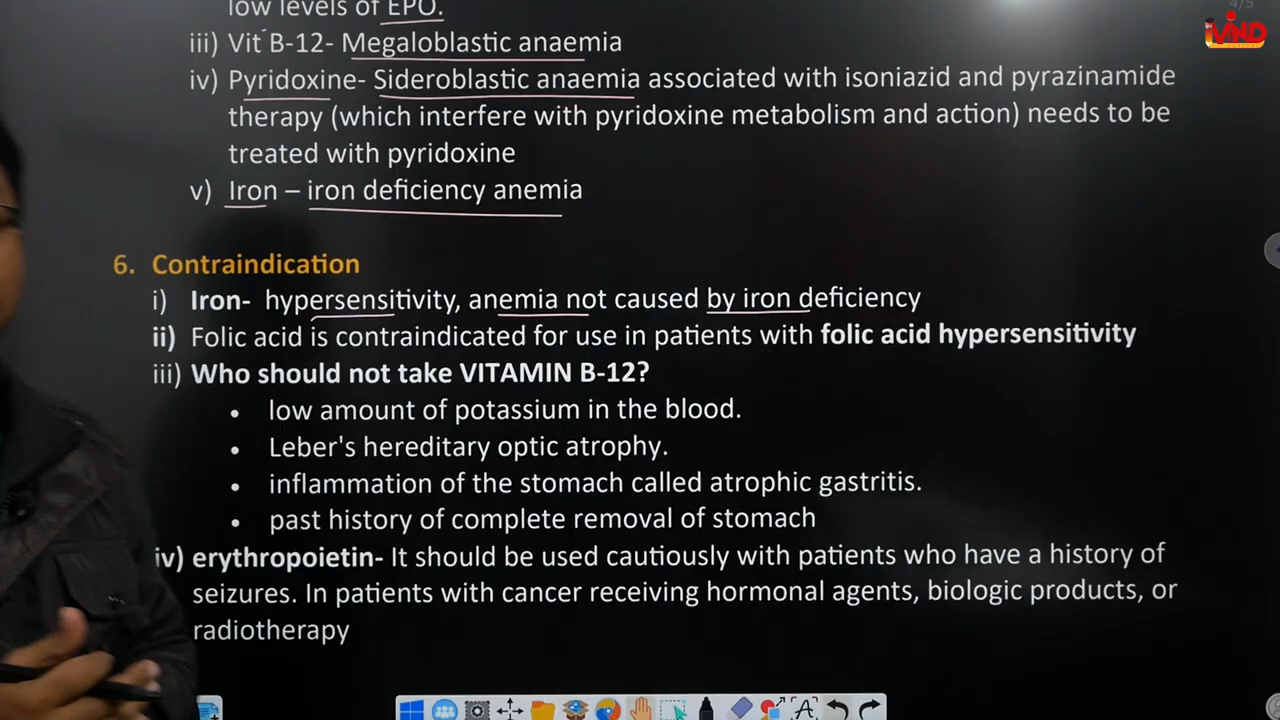 4/5
low levels of EPO.
iii) Vit B-12- Megaloblastic anaemia
iv) Pyridoxine- Sideroblastic anaemia associated with isoniazid and pyrazinamide
therapy (which interfere with pyridoxine metabolism and action) needs to be
treated with pyridoxine
v) Iron – iron deficiency anemia
6. Contraindication
i) Iron- hypersensitivity, anemia not caused by iron deficiency
ii) Folic acid is contraindicated for use in patients with folic acid hypersensitivity
iii) Who should not take VITAMIN B-12?
• low amount of potassium in the blood.
• Leber's hereditary optic atrophy.
• inflammation of the stomach called atrophic gastritis.
• past history of complete removal of stomach
iv) erythropoietin- It should be used cautiously with patients who have a history of
seizures. In patients with cancer receiving hormonal agents, biologic products, or
radiotherapy